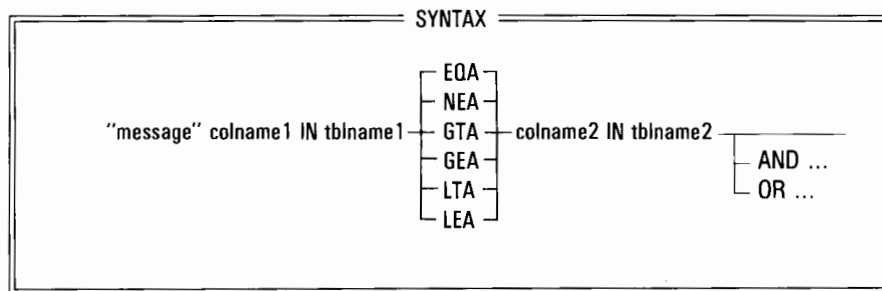 SYNTAX
EQA
NEA
"message" colname1 IN tblname1 GTA colname2 IN tblname2
GEA
AND ...
LTA
OR ...
LEA